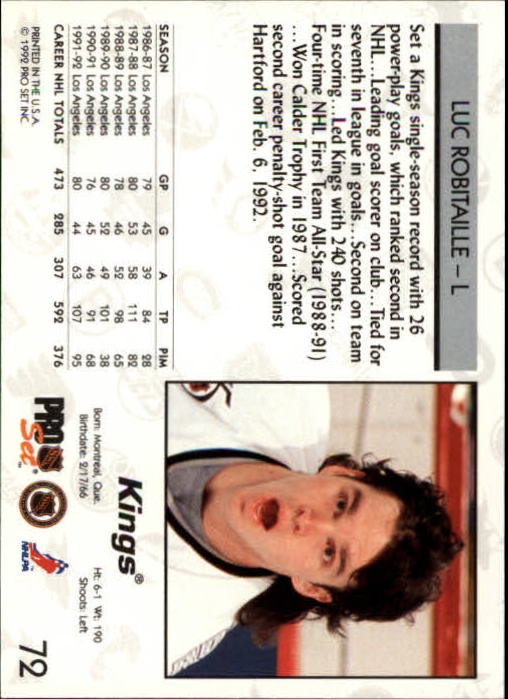 LUC ROBITAILLE – L
Set a Kings single-season record with 26
power-play goals, which ranked second in
NHL...Leading goal scorer on club...Tied for
seventh in league in goals...Second on team
in scoring...Led Kings with 240 shots...
Four-time NHL First Team All-Star (1988-91)
...Won Calder Trophy in 1987...Scored
second career penalty-shot goal against
Hartford on Feb. 6, 1992.
SEASON GP G A TP PIM
1986-87 Los Angeles 79 45 39 84 28
1987-88 Los Angeles 80 53 58 111 82
1988-89 Los Angeles 78 46 52 98 65
1989-90 Los Angeles 80 52 49 101 38
1990-91 Los Angeles 76 45 46 91 68
1991-92 Los Angeles 80 44 63 107 95
CAREER NHL TOTALS 473 285 307 592 376
PRINTED IN THE U.S.A.
© 1992 PRO SET INC.
Kings®
Born: Montreal, Que. Ht: 6-1 Wt: 190
Birthdate: 2/17/66 Shoots: Left
PRO Set™
NHL
NHLPA
72